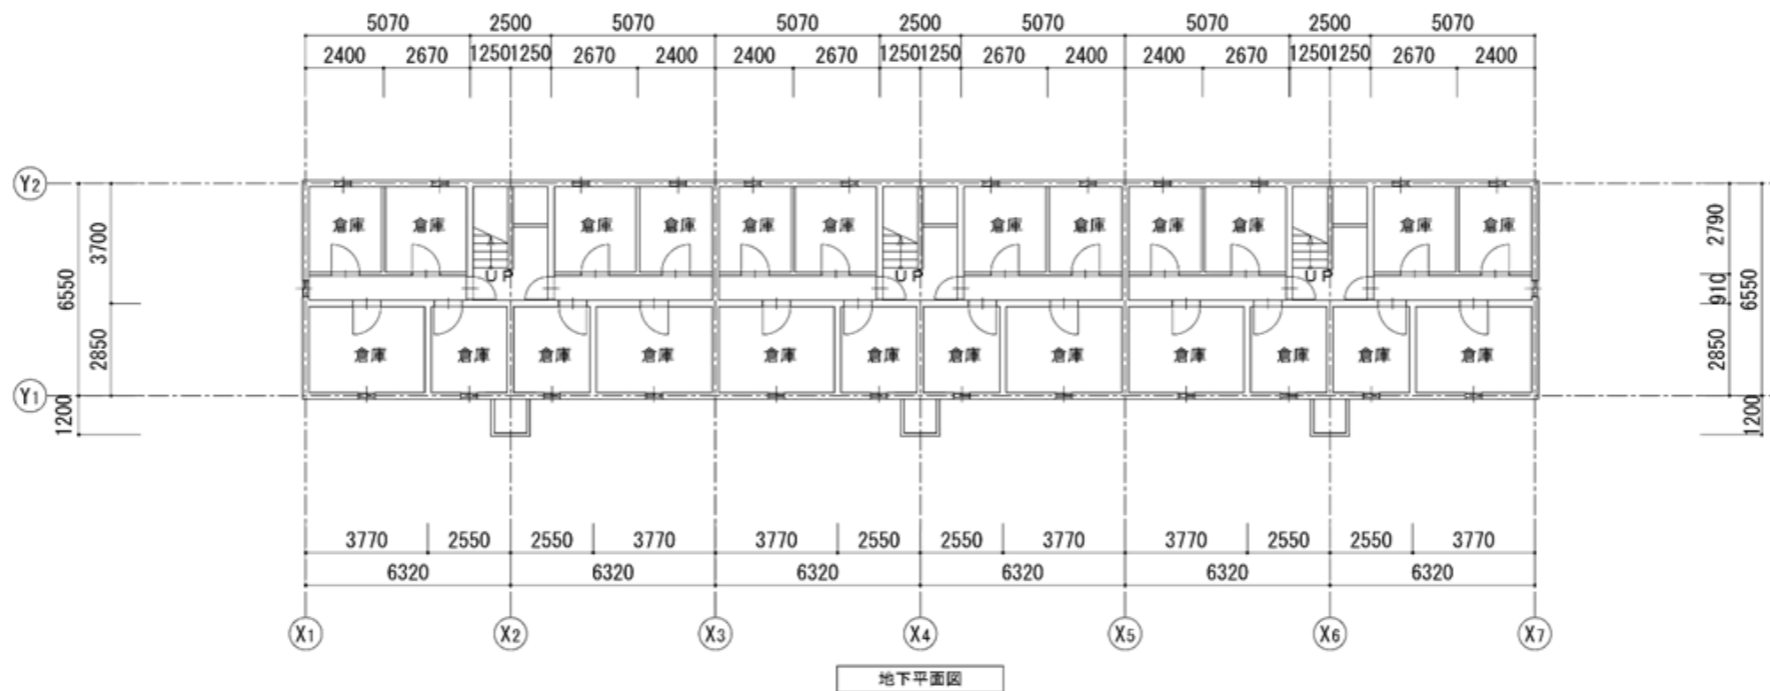 5070 2500 5070 5070 2500 5070 5070 2500 5070
2400 2670 1250 1250 2670 2400 2400 2670 1250 1250 2670 2400 2400 2670 1250 1250 2670 2400
Y2 Y1
3700 2850 6550 1200
2790 910 2850 6550 1200
倉庫 倉庫 倉庫 倉庫 倉庫 倉庫 倉庫 倉庫 倉庫 倉庫 倉庫 倉庫
UP UP UP
倉庫 倉庫 倉庫 倉庫 倉庫 倉庫 倉庫 倉庫 倉庫 倉庫 倉庫 倉庫
3770 2550 2550 3770 3770 2550 2550 3770 3770 2550 2550 3770
6320 6320 6320 6320 6320 6320
X1 X2 X3 X4 X5 X6 X7
地下平面図